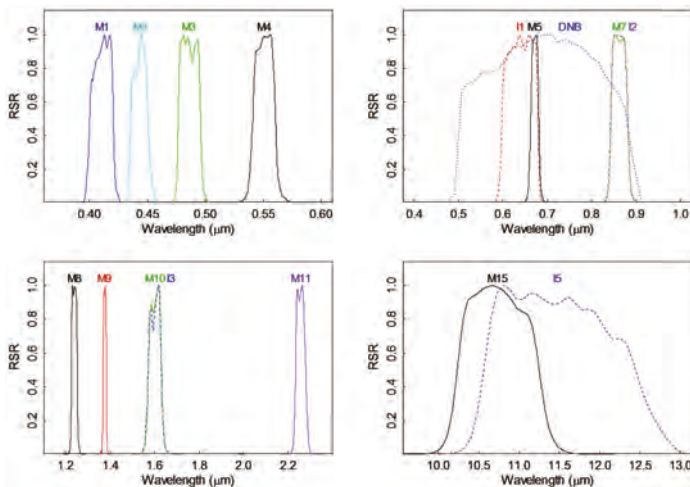 M1 M2 M3 M4
RSR
1.0
0.8
0.6
0.4
0.2
0.40 0.45 0.50 0.55 0.60
Wavelength (μm)
I1 M5 DNB M7 I2
RSR
1.0
0.8
0.6
0.4
0.2
0.4 0.5 0.6 0.7 0.8 0.9 1.0
Wavelength (μm)
M8 M9 M10 I3 M11
RSR
1.0
0.8
0.6
0.4
0.2
1.2 1.4 1.6 1.8 2.0 2.2
Wavelength (μm)
M15 I5
RSR
1.0
0.8
0.6
0.4
0.2
10.0 10.5 11.0 11.5 12.0 12.5 13.0
Wavelength (μm)